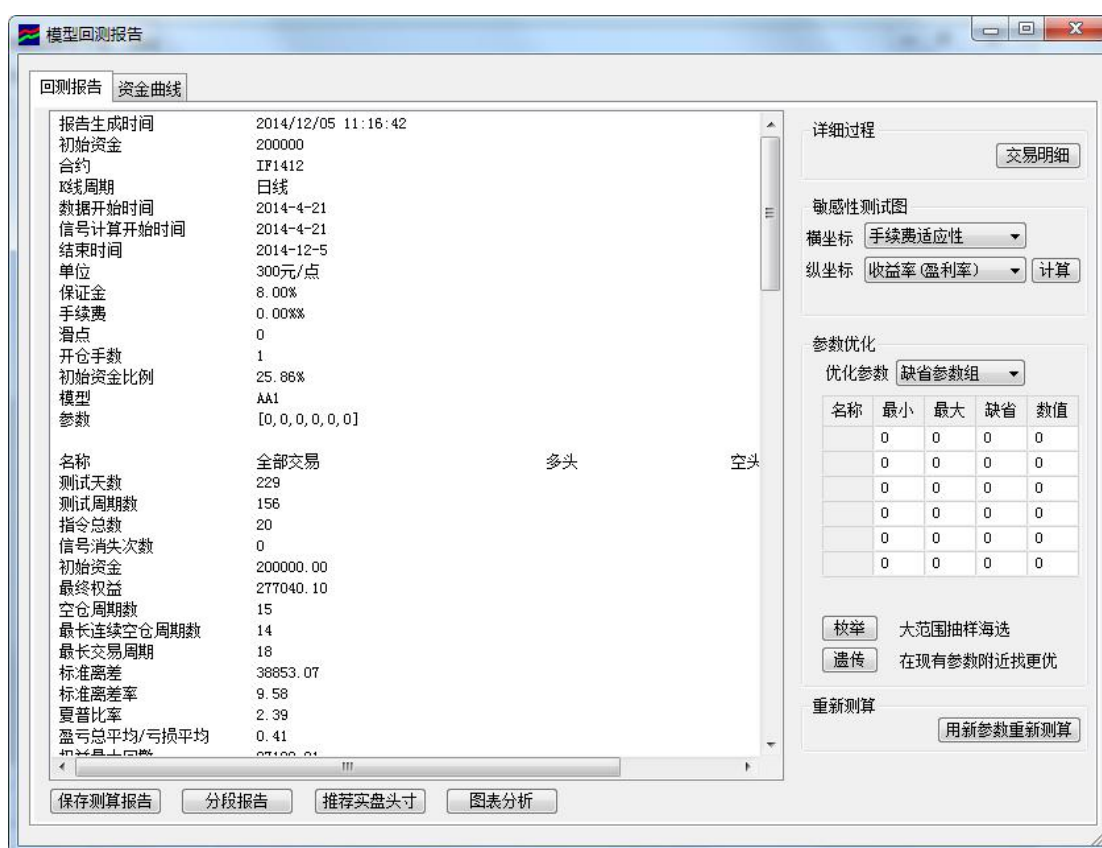 模型回测报告
回测报告 资金曲线
报告生成时间 2014/12/05 11:16:42
初始资金 200000
合约 IF1412
K线周期 日线
数据开始时间 2014-4-21
信号计算开始时间 2014-4-21
结束时间 2014-12-5
单位 300元/点
保证金 8.00%
手续费 0.00%%
滑点 0
开仓手数 1
初始资金比例 25.86%
模型 AA1
参数 [0,0,0,0,0,0]
名称 全部交易 多头 空头
测试天数 229
测试周期数 156
指令总数 20
信号消失次数 0
初始资金 200000.00
最终权益 277040.10
空仓周期数 15
最长连续空仓周期数 14
最长交易周期 18
标准离差 38853.07
标准离差率 9.58
夏普比率 2.39
盈亏总平均/亏损平均 0.41
保存测算报告 分段报告 推荐实盘头寸 图表分析
详细过程
交易明细
敏感性测试图
横坐标 手续费适应性
纵坐标 收益率(盈利率) 计算
参数优化
优化参数 缺省参数组
名称 最小 最大 缺省 数值
0 0 0 0
0 0 0 0
0 0 0 0
0 0 0 0
0 0 0 0
0 0 0 0
枚举 大范围抽样海选
遗传 在现有参数附近找更优
重新测算
用新参数重新测算